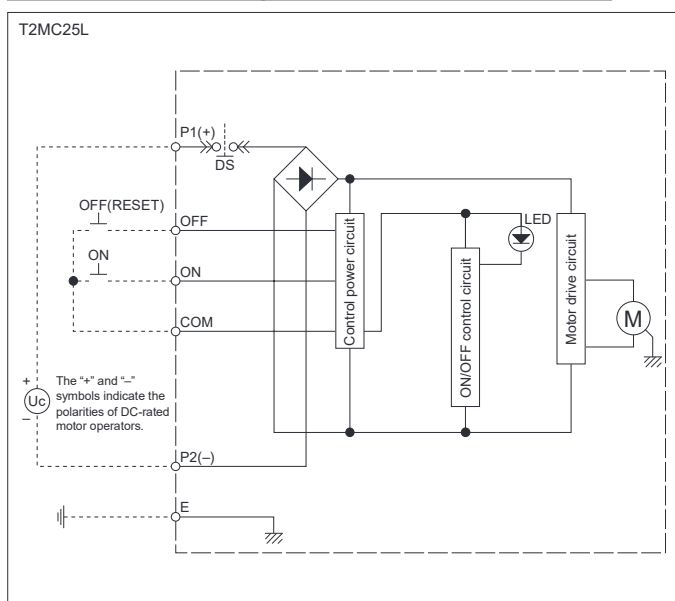 T2MC25L
P1(+)
DS
OFF(RESET)
OFF
ON
ON
COM
Control power circuit
ON/OFF control circuit
LED
Motor drive circuit
M
+
Uc
–
The “+” and “–”
symbols indicate the
polarities of DC-rated
motor operators.
P2(–)
E